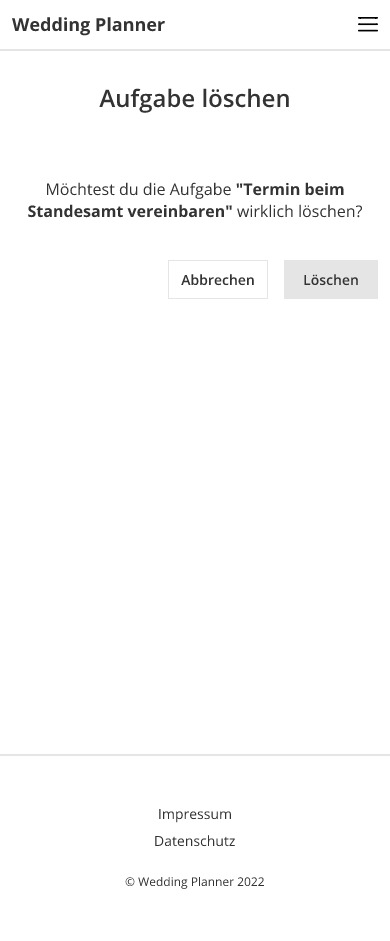 Wedding Planner
Aufgabe löschen
Möchtest du die Aufgabe "Termin beim
Standesamt vereinbaren" wirklich löschen?
Abbrechen
Löschen
Impressum
Datenschutz
© Wedding Planner 2022